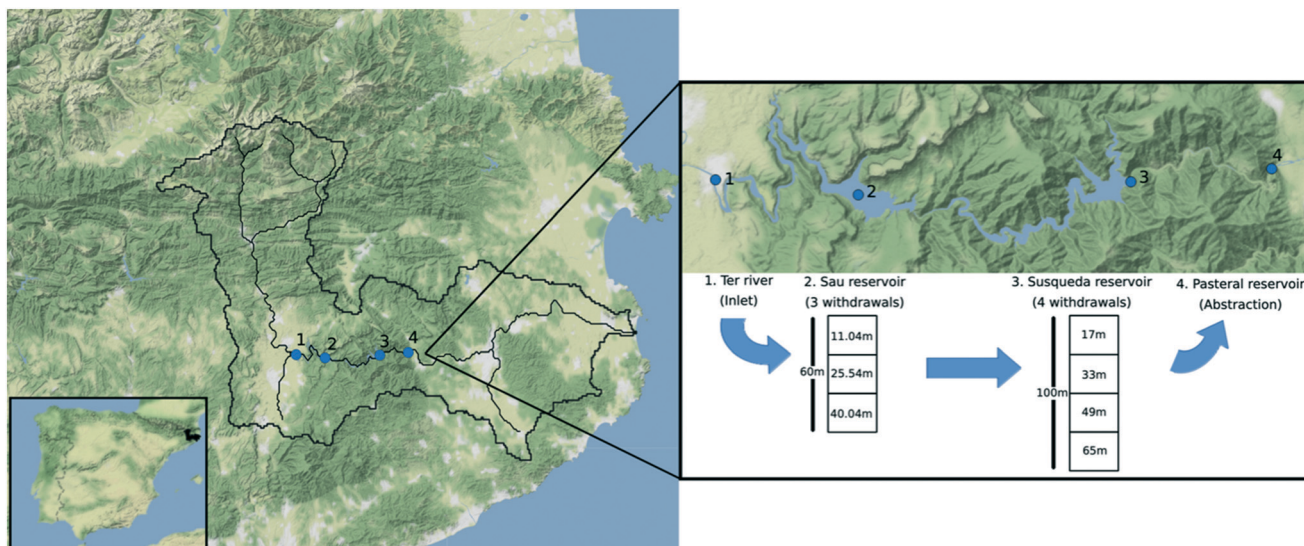 1
2
3
4
1
2
3
4
1. Ter river
(Inlet)
2. Sau reservoir
(3 withdrawals)
3. Susqueda reservoir
(4 withdrawals)
4. Pasteral reservoir
(Abstraction)
60m
11.04m
25.54m
40.04m
100m
17m
33m
49m
65m